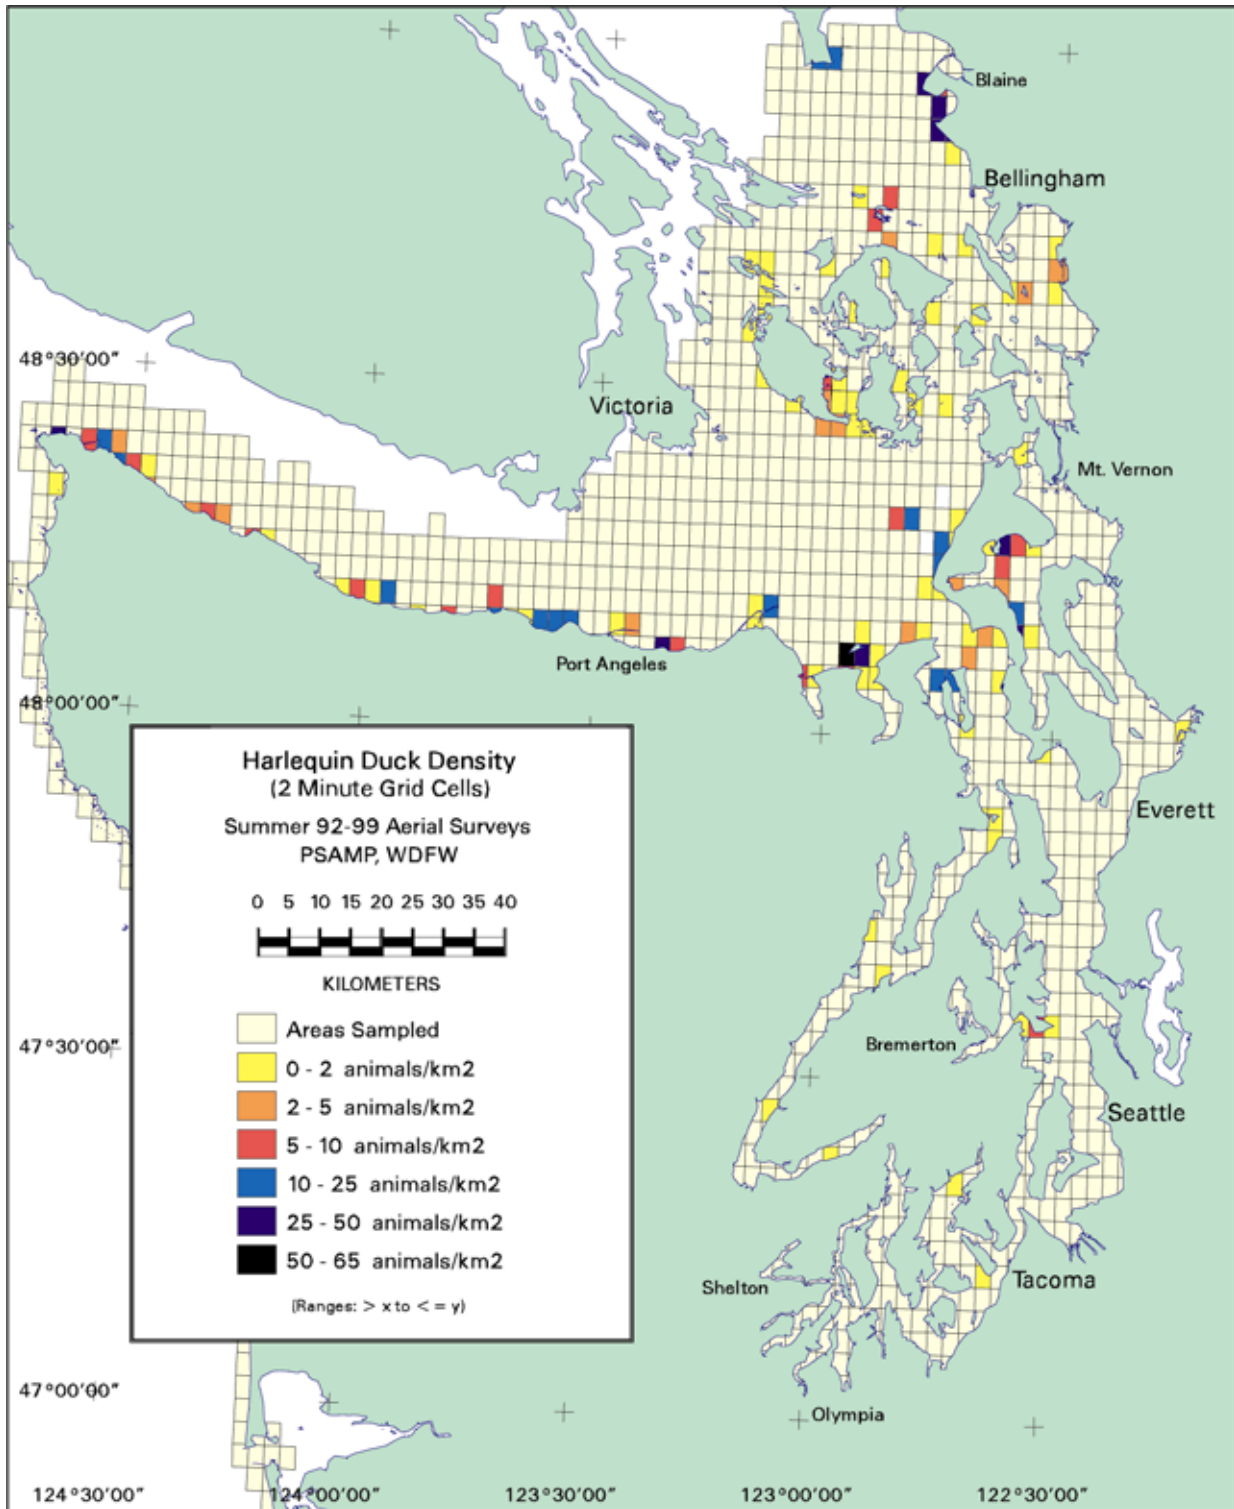 Blaine
Bellingham
48°30'00"
Victoria
Mt. Vernon
Port Angeles
48°00'00"
Harlequin Duck Density
(2 Minute Grid Cells)
Summer 92-99 Aerial Surveys
PSAMP, WDFW
0 5 10 15 20 25 30 35 40
KILOMETERS
Areas Sampled
0 - 2 animals/km2
2 - 5 animals/km2
5 - 10 animals/km2
10 - 25 animals/km2
25 - 50 animals/km2
50 - 65 animals/km2
(Ranges: > x to < = y)
Everett
47°30'00"
Bremerton
Seattle
Shelton
Tacoma
47°00'00"
Olympia
124°30'00" 124°00'00" 123°30'00" 123°00'00" 122°30'00"